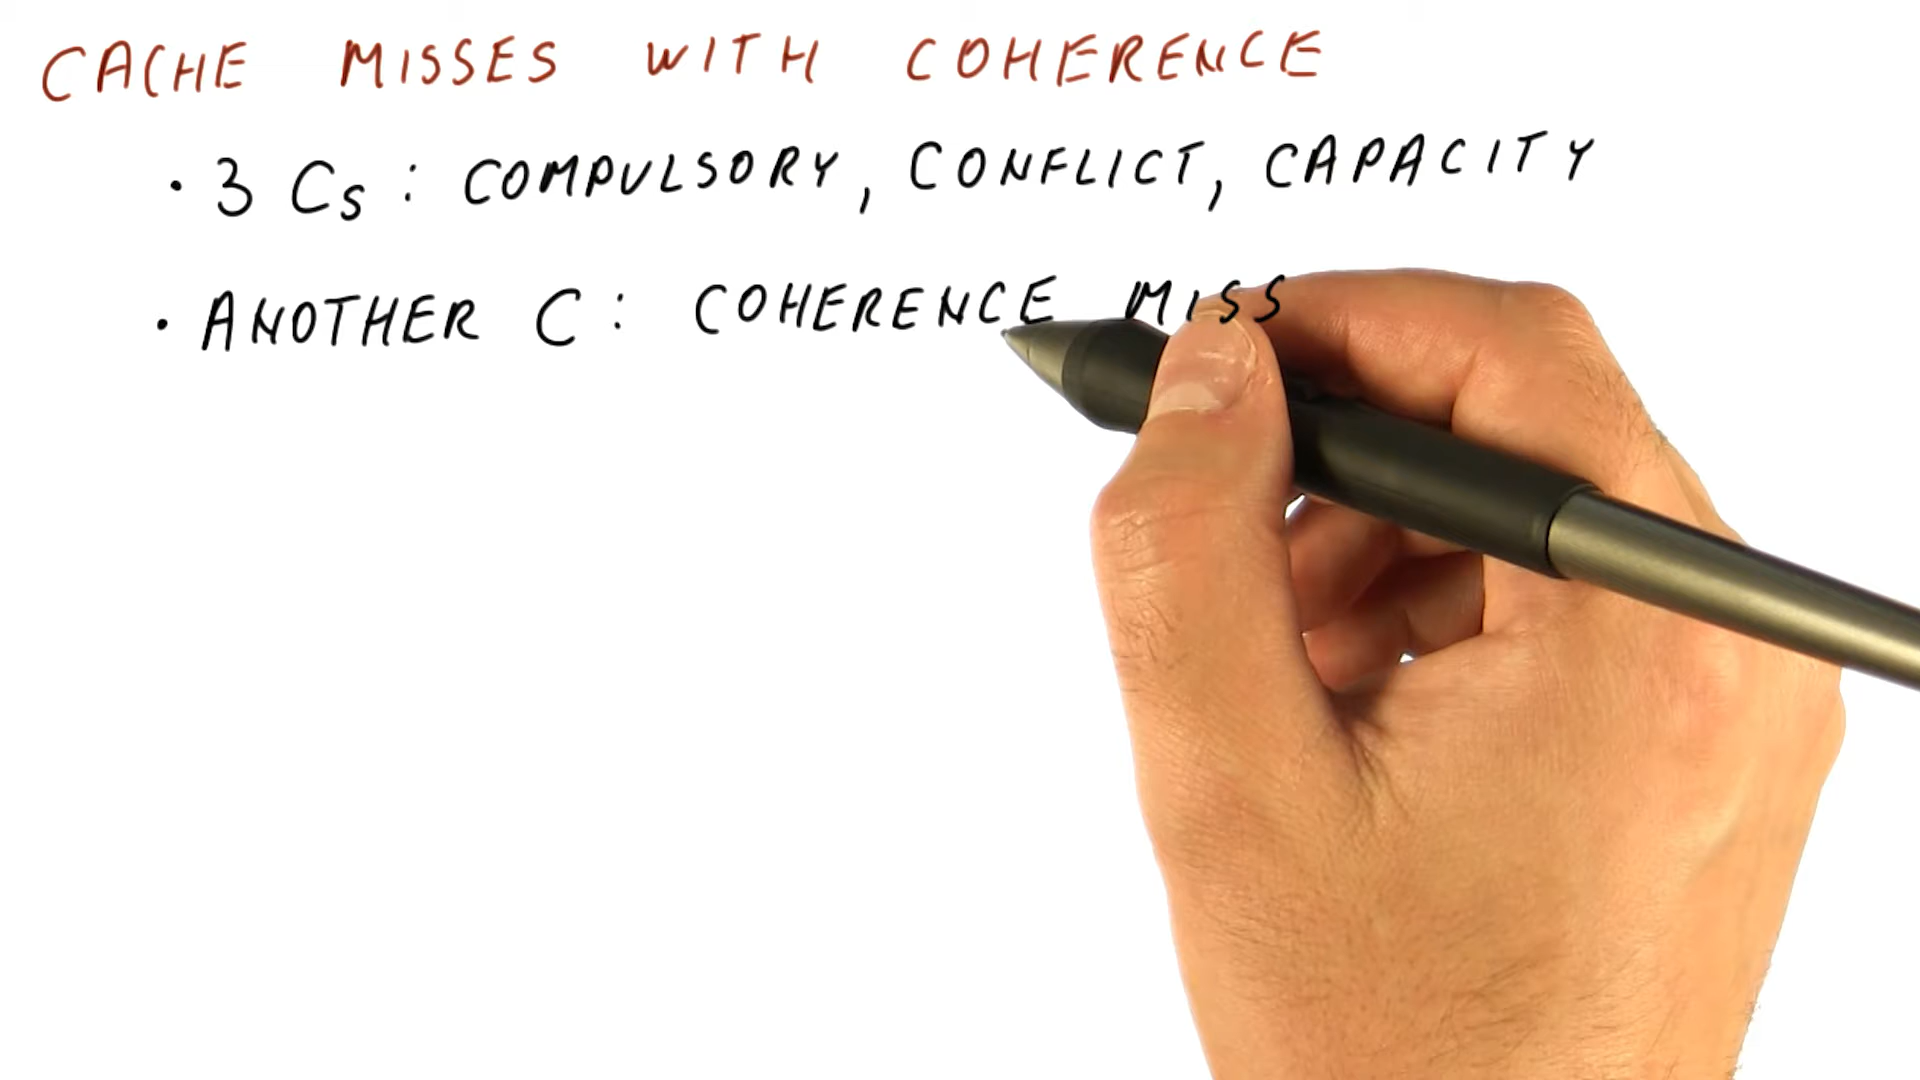 CACHE MISSES WITH COHERENCE
· 3 Cs : COMPULSORY, CONFLICT, CAPACITY
· ANOTHER C : COHERENCE MISS